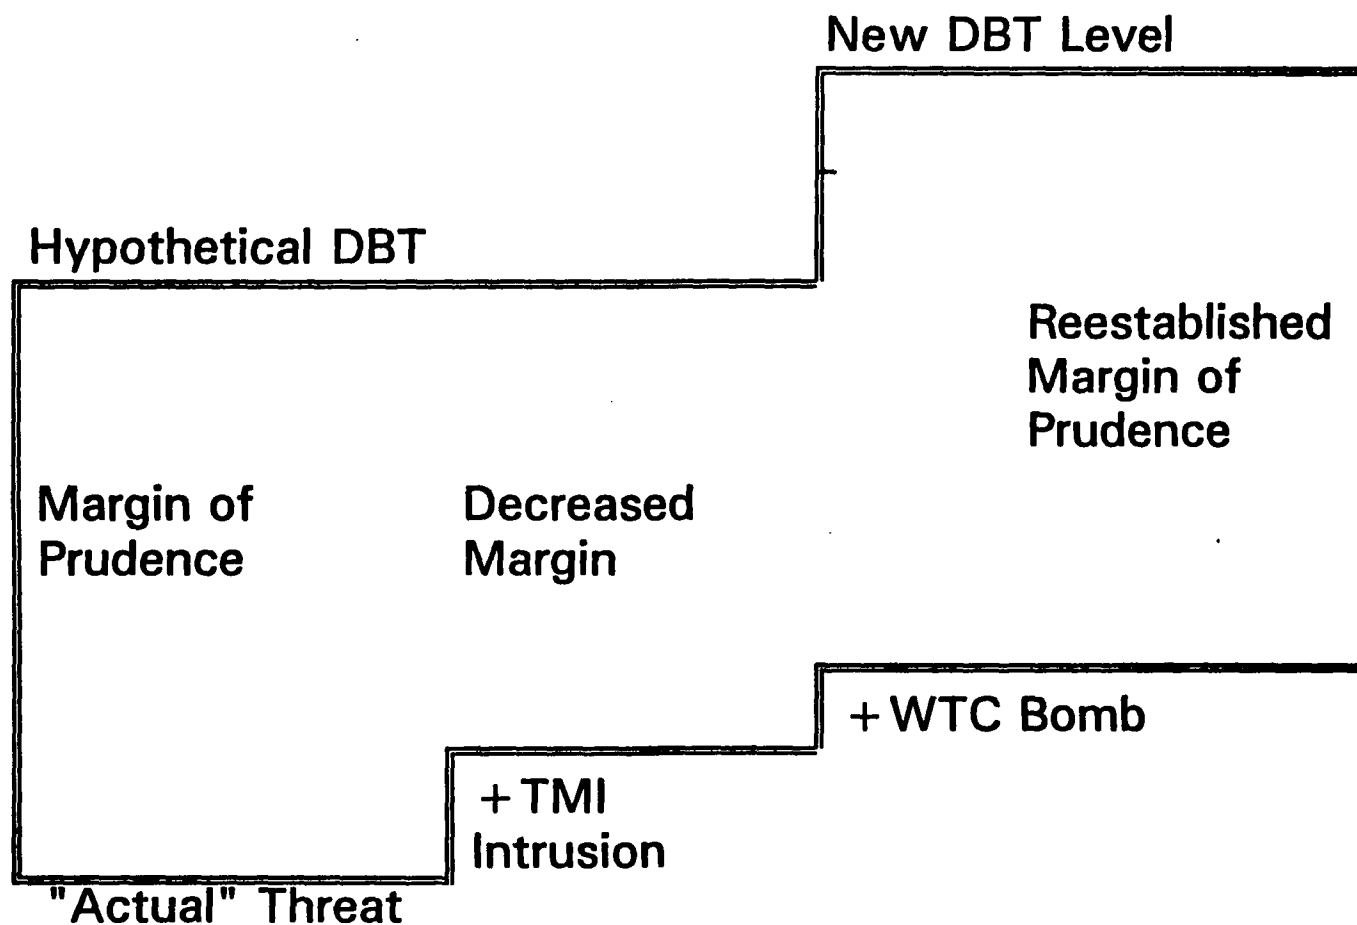 New DBT Level
Hypothetical DBT
Reestablished
Margin of
Prudence
Margin of
Prudence
Decreased
Margin
+ WTC Bomb
+ TMI
Intrusion
"Actual" Threat